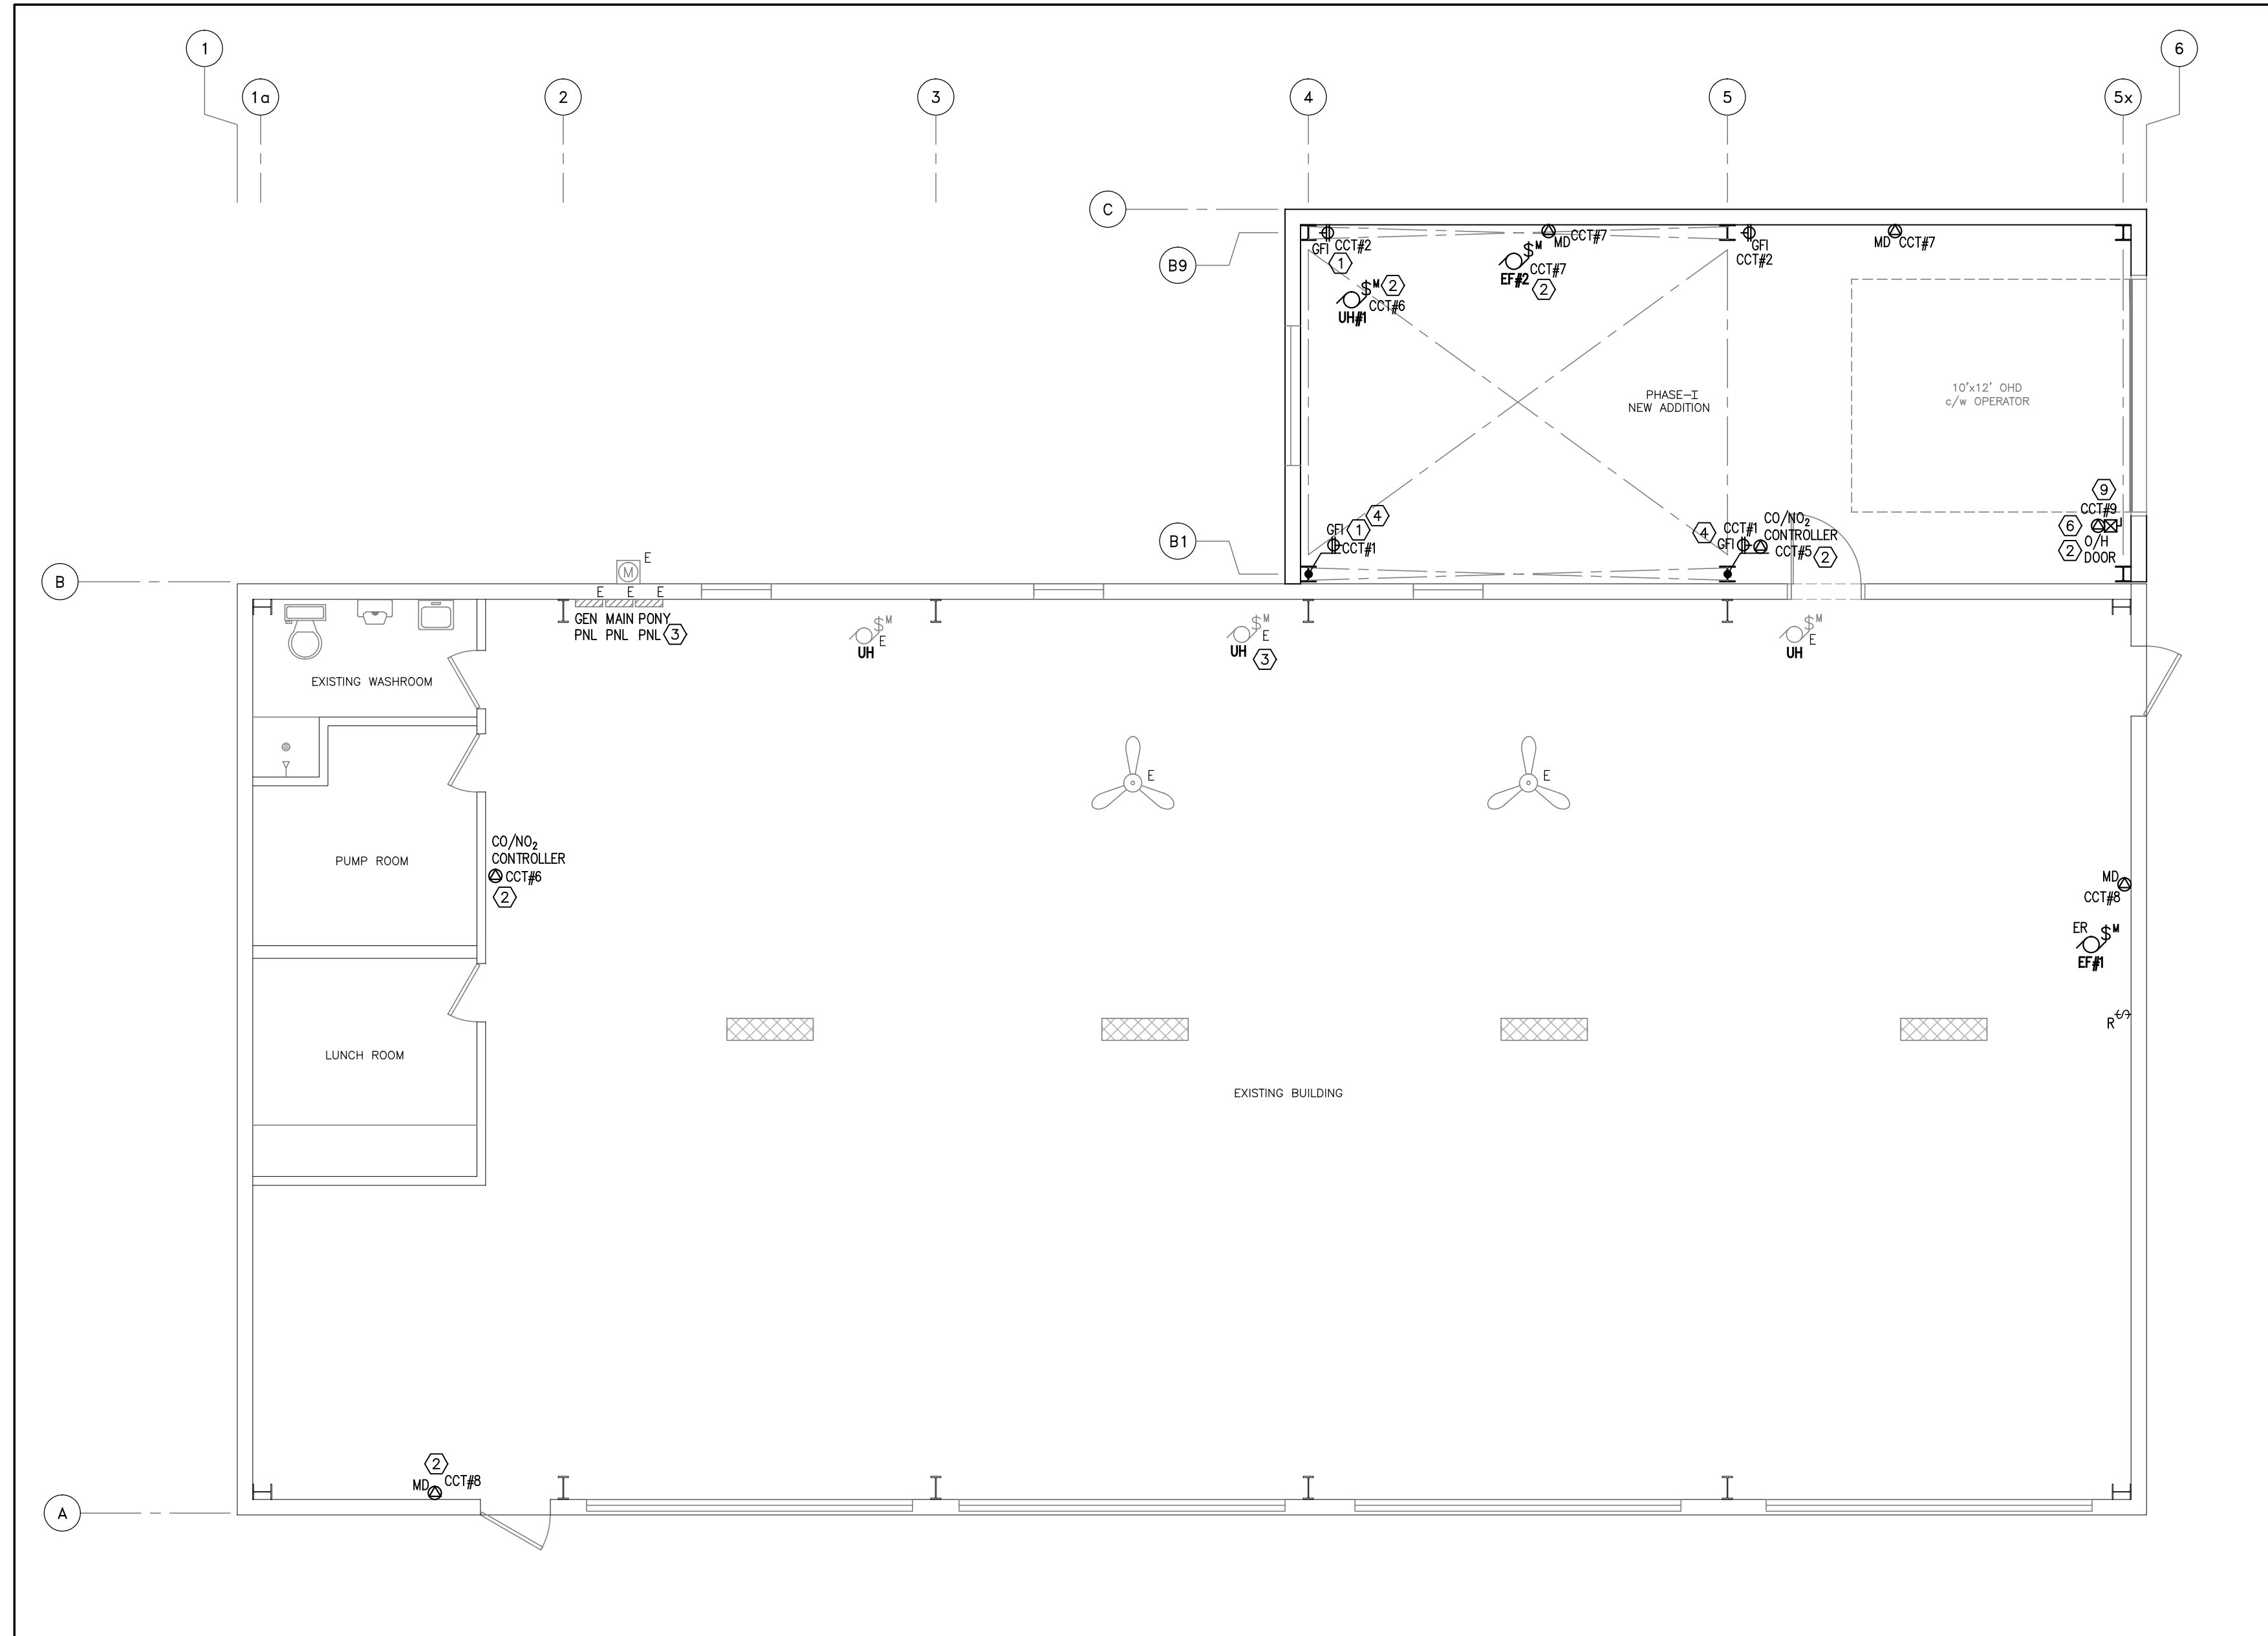 1
6
1a
2
3
4
5
5x
C
B9
GFI CCT#2
1
MD CCT#7
GFI
CCT#2
MD CCT#7
$M
CCT#7
EF#2
2
$M 2
CCT#6
UH#1
PHASE-I
NEW ADDITION
10'x12' OHD
c/w OPERATOR
9
CCT#9
6
2 O/H
DOOR
4
GFI 1
CCT#1
4 CCT#1
GFI
CO/NO2
CONTROLLER
CCT#5 2
B1
B
M E
E E E
GEN MAIN PONY
PNL PNL PNL 3
$M
E
UH
$M
E
UH 3
$M
E
UH
EXISTING WASHROOM
E
E
PUMP ROOM
CO/NO2
CONTROLLER
CCT#6
2
MD
CCT#8
ER $M
EF#1
R $
LUNCH ROOM
EXISTING BUILDING
2
MD CCT#8
A